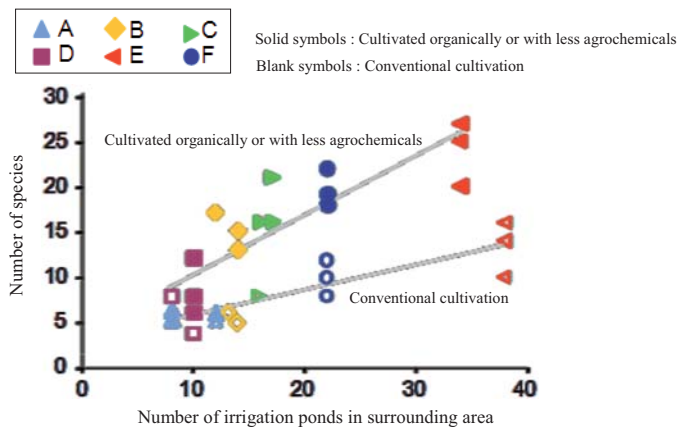 A B C
D E F
Solid symbols : Cultivated organically or with less agrochemicals
Blank symbols : Conventional cultivation
30
25
20
15
10
5
0
Number of species
Cultivated organically or with less agrochemicals
Conventional cultivation
0 10 20 30 40
Number of irrigation ponds in surrounding area